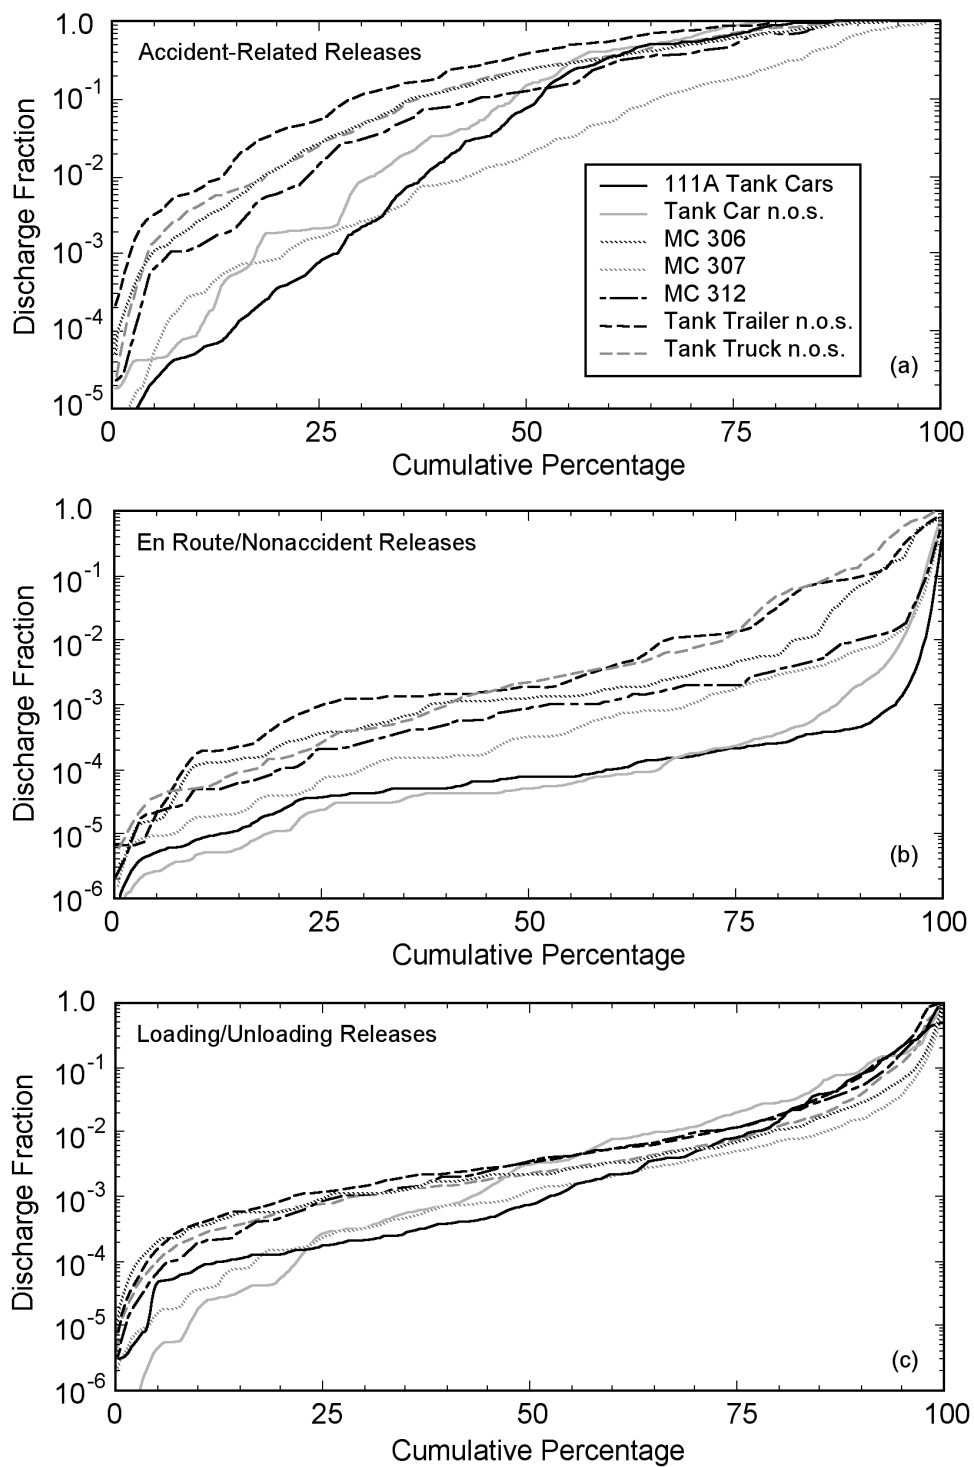 1.0
10-1
10-2
10-3
10-4
10-5
Discharge Fraction
Accident-Related Releases
111A Tank Cars
Tank Car n.o.s.
MC 306
MC 307
MC 312
Tank Trailer n.o.s.
Tank Truck n.o.s.
(a)
0 25 50 75 100
Cumulative Percentage
1.0
10-1
10-2
10-3
10-4
10-5
10-6
Discharge Fraction
En Route/Nonaccident Releases
(b)
0 25 50 75 100
Cumulative Percentage
1.0
10-1
10-2
10-3
10-4
10-5
10-6
Discharge Fraction
Loading/Unloading Releases
(c)
0 25 50 75 100
Cumulative Percentage